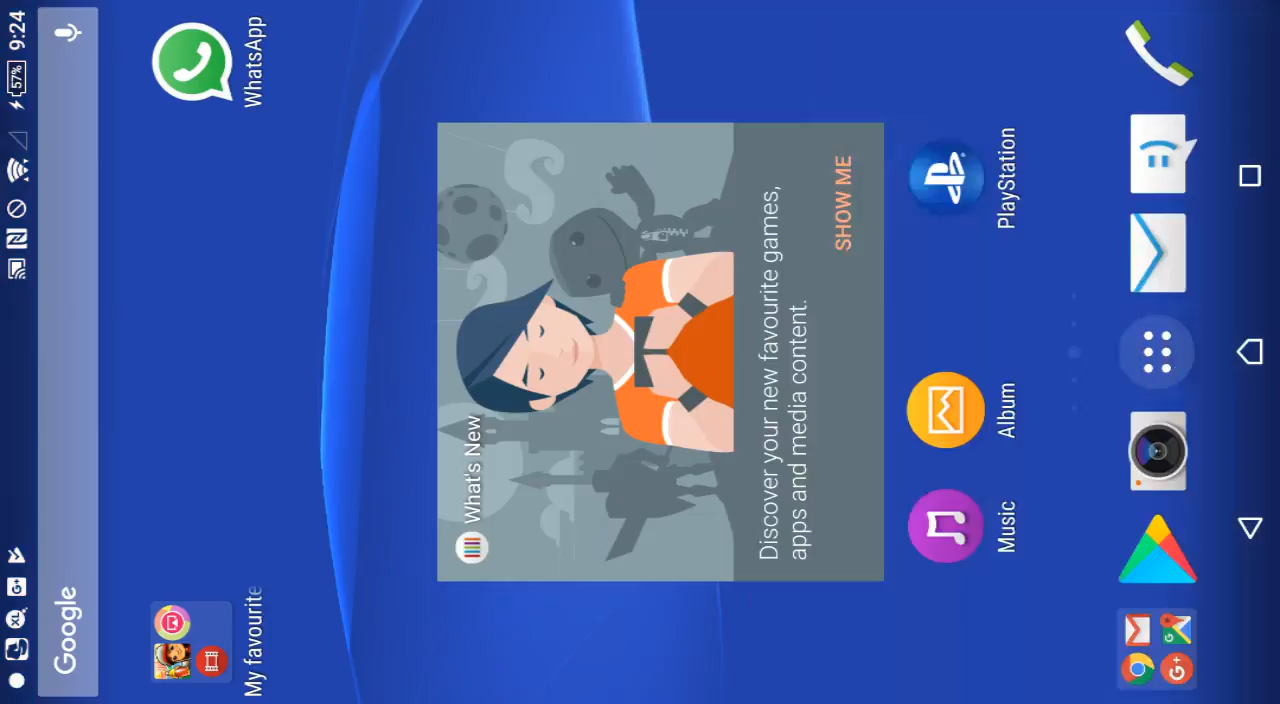 57% 9:24
Google
My favourite
WhatsApp
What's New
Discover your new favourite games,
apps and media content.
SHOW ME
Music
Album
PlayStation